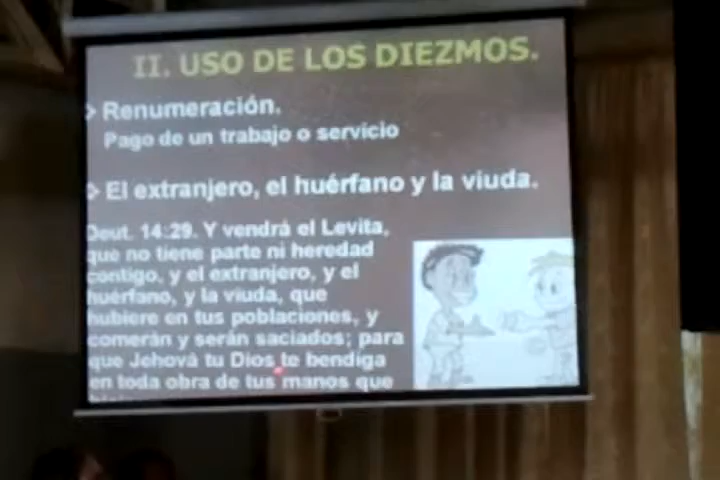 II. USO DE LOS DIEZMOS.
Renumeración.
Pago de un trabajo o servicio
El extranjero, el huérfano y la viuda.
Deut. 14:29. Y vendrá el Levita,
que no tiene parte ni heredad
contigo, y el extranjero, y el
huérfano, y la viuda, que
hubiere en tus poblaciones, y
comerán y serán saciados; para
que Jehová tu Dios te bendiga
en toda obra de tus manos que